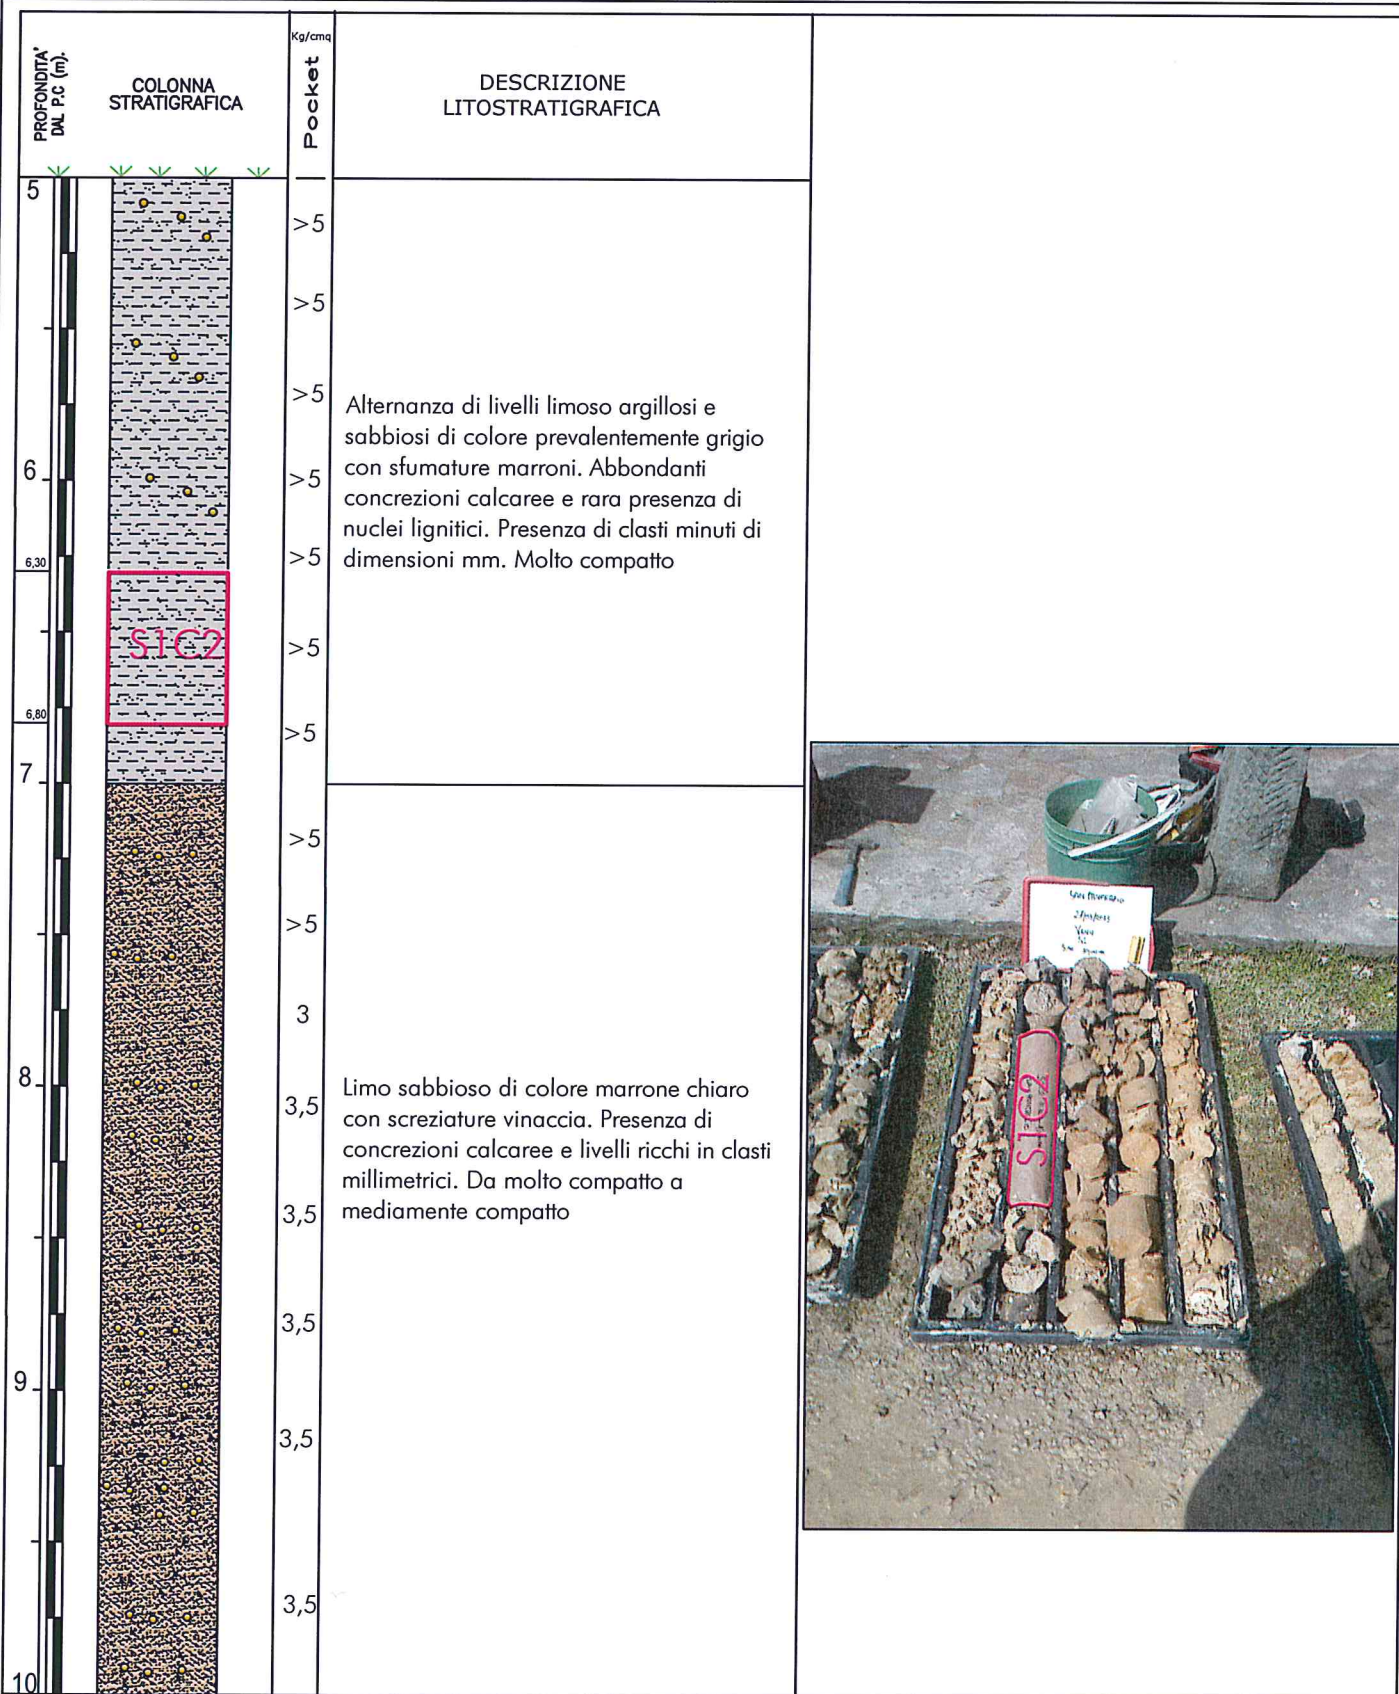 PROFONDITA'
DAL P.C (m).
COLONNA
STRATIGRAFICA
Kg/cmq
Pocket
DESCRIZIONE
LITOSTRATIGRAFICA
5
>5
>5
>5
Alternanza di livelli limoso argillosi e
sabbiosi di colore prevalentemente grigio
con sfumature marroni. Abbondanti
concrezioni calcaree e rara presenza di
nuclei lignitici. Presenza di clasti minuti di
dimensioni mm. Molto compatto
6
>5
>5
6,30
S1C2
>5
6,80
>5
7
>5
>5
3
8
3,5
Limo sabbioso di colore marrone chiaro
con screziature vinaccia. Presenza di
concrezioni calcaree e livelli ricchi in clasti
millimetrici. Da molto compatto a
mediamente compatto
3,5
3,5
9
3,5
3,5
10
S1C2